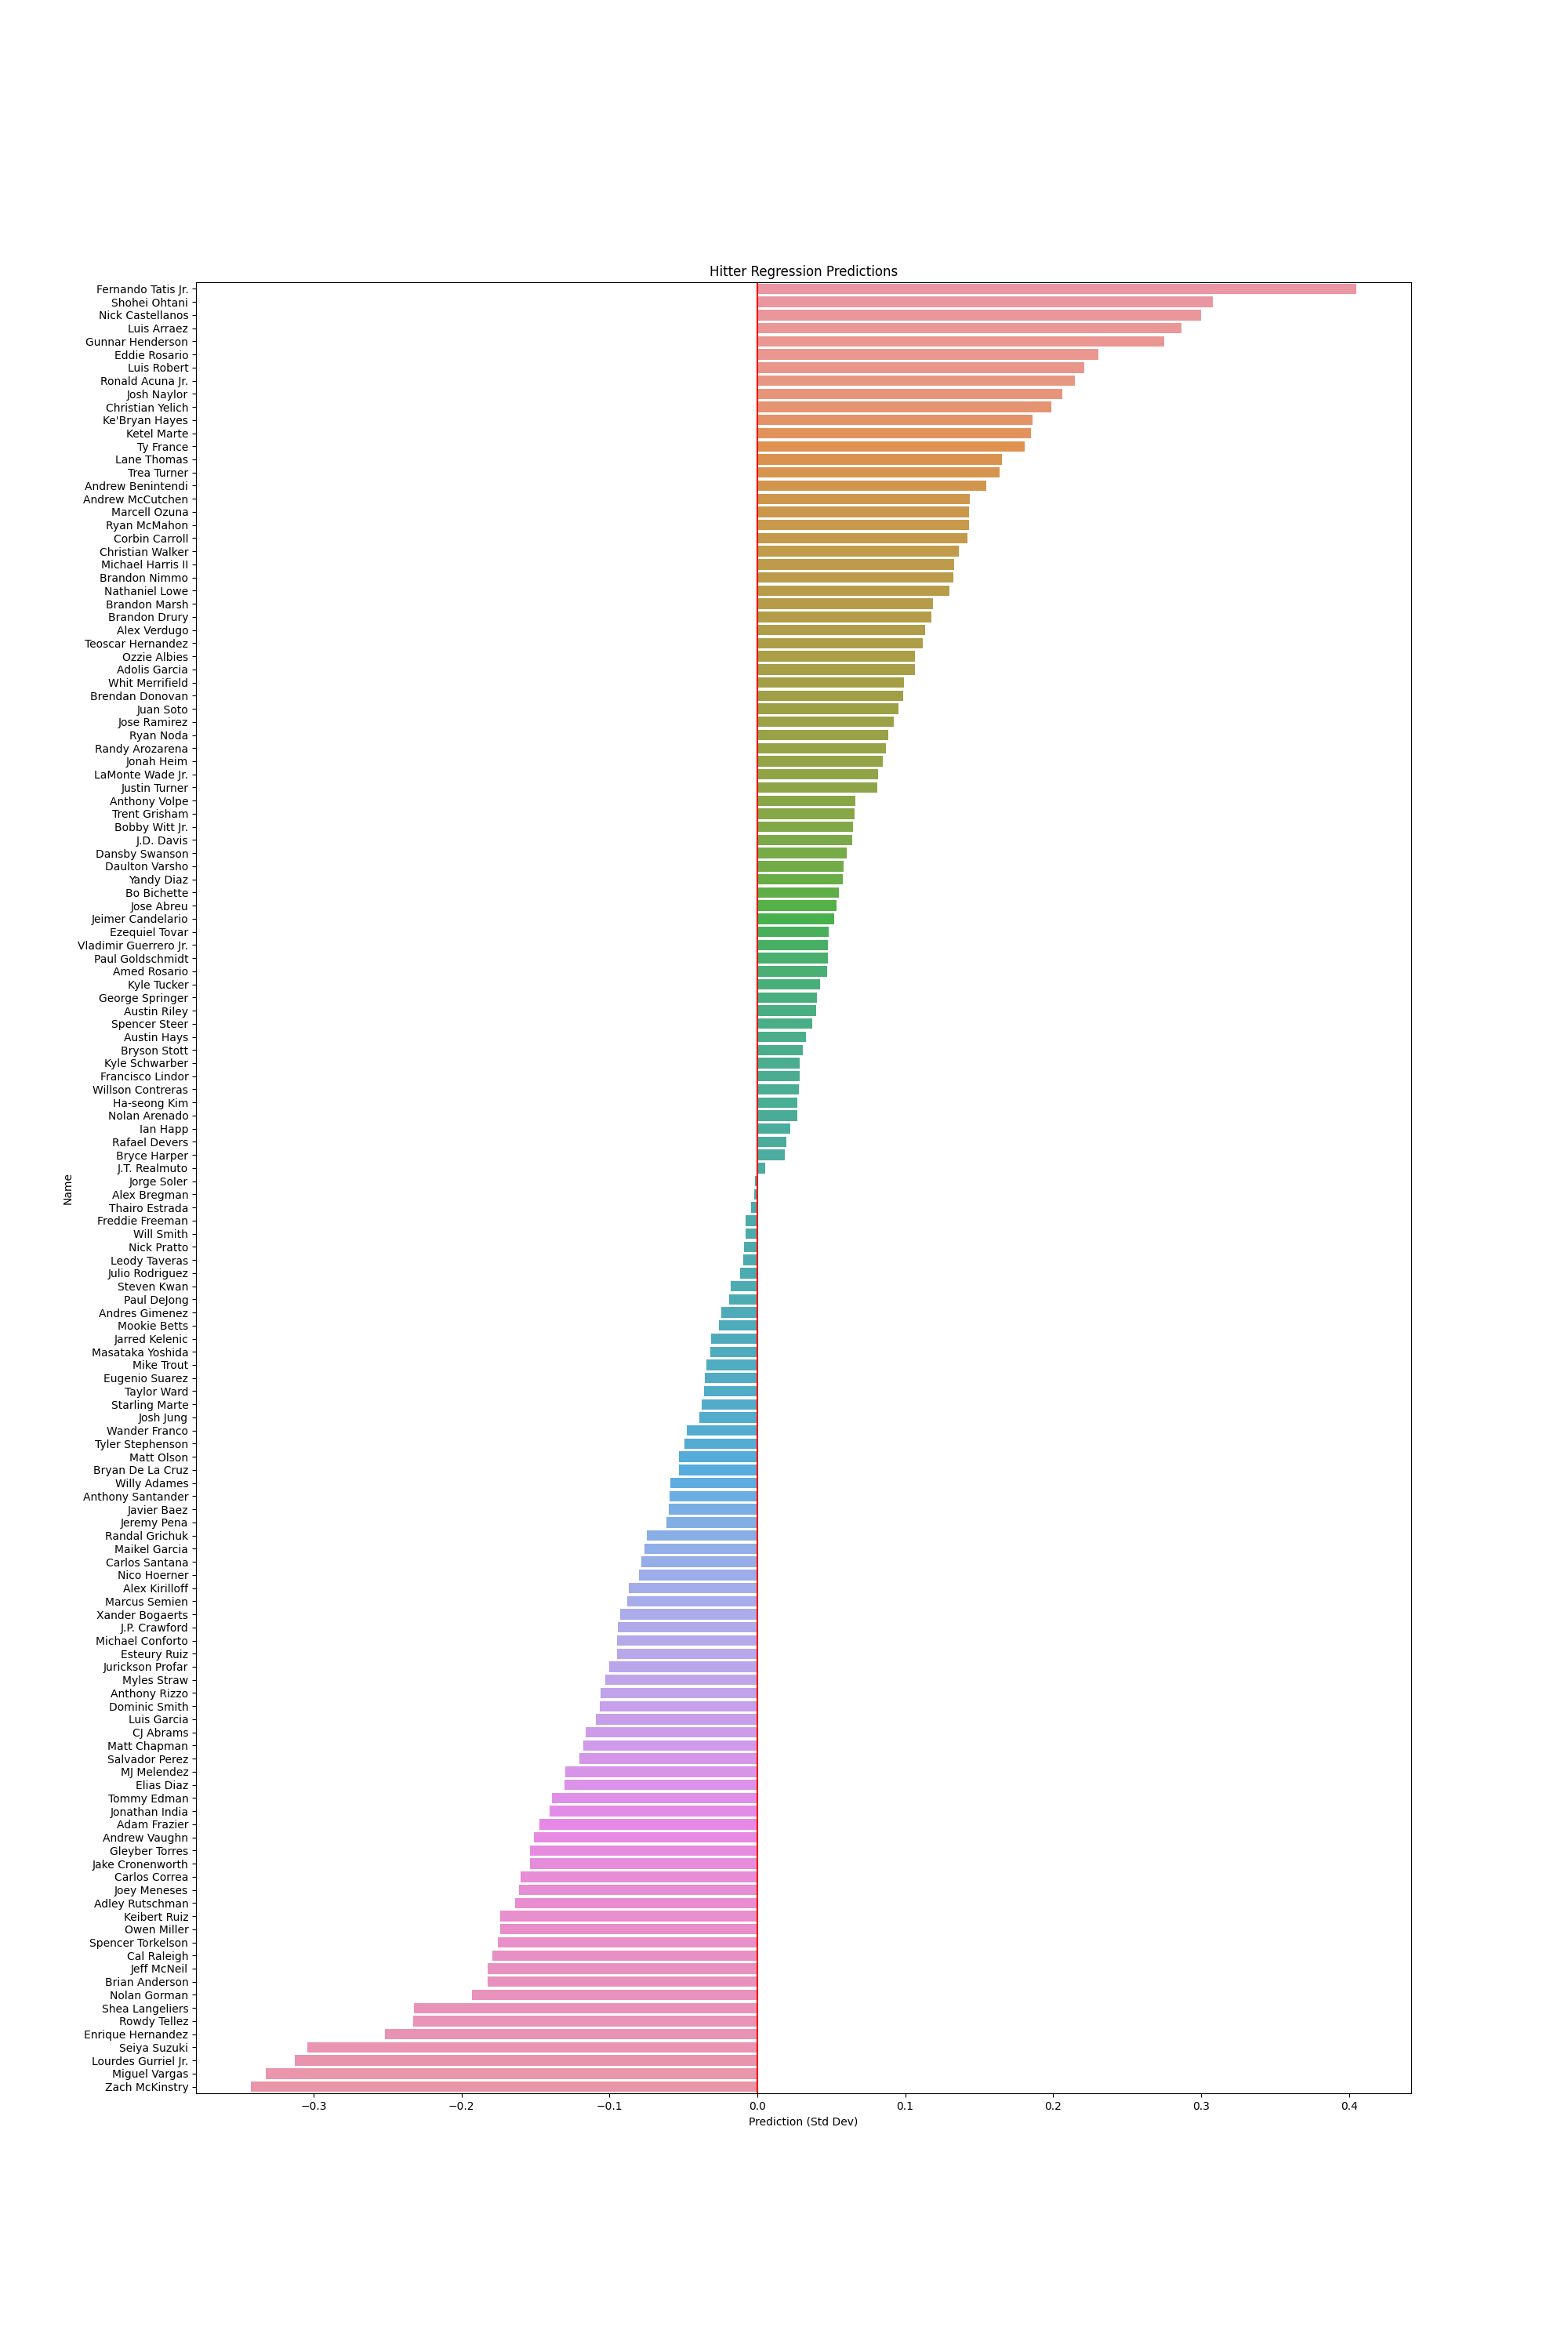 Hitter Regression Predictions
Fernando Tatis Jr.
Shohei Ohtani
Nick Castellanos
Luis Arraez
Gunnar Henderson
Eddie Rosario
Luis Robert
Ronald Acuna Jr.
Josh Naylor
Christian Yelich
Ke'Bryan Hayes
Ketel Marte
Ty France
Lane Thomas
Trea Turner
Andrew Benintendi
Andrew McCutchen
Marcell Ozuna
Ryan McMahon
Corbin Carroll
Christian Walker
Michael Harris II
Brandon Nimmo
Nathaniel Lowe
Brandon Marsh
Brandon Drury
Alex Verdugo
Teoscar Hernandez
Ozzie Albies
Adolis Garcia
Whit Merrifield
Brendan Donovan
Juan Soto
Jose Ramirez
Ryan Noda
Randy Arozarena
Jonah Heim
LaMonte Wade Jr.
Justin Turner
Anthony Volpe
Trent Grisham
Bobby Witt Jr.
J.D. Davis
Dansby Swanson
Daulton Varsho
Yandy Diaz
Bo Bichette
Jose Abreu
Jeimer Candelario
Ezequiel Tovar
Vladimir Guerrero Jr.
Paul Goldschmidt
Amed Rosario
Kyle Tucker
George Springer
Austin Riley
Spencer Steer
Austin Hays
Bryson Stott
Kyle Schwarber
Francisco Lindor
Willson Contreras
Ha-seong Kim
Nolan Arenado
Ian Happ
Rafael Devers
Bryce Harper
J.T. Realmuto
Jorge Soler
Alex Bregman
Thairo Estrada
Freddie Freeman
Will Smith
Nick Pratto
Leody Taveras
Julio Rodriguez
Steven Kwan
Paul DeJong
Andres Gimenez
Mookie Betts
Jarred Kelenic
Masataka Yoshida
Mike Trout
Eugenio Suarez
Taylor Ward
Starling Marte
Josh Jung
Wander Franco
Tyler Stephenson
Matt Olson
Bryan De La Cruz
Willy Adames
Anthony Santander
Javier Baez
Jeremy Pena
Randal Grichuk
Maikel Garcia
Carlos Santana
Nico Hoerner
Alex Kirilloff
Marcus Semien
Xander Bogaerts
J.P. Crawford
Michael Conforto
Esteury Ruiz
Jurickson Profar
Myles Straw
Anthony Rizzo
Dominic Smith
Luis Garcia
CJ Abrams
Matt Chapman
Salvador Perez
MJ Melendez
Elias Diaz
Tommy Edman
Jonathan India
Adam Frazier
Andrew Vaughn
Gleyber Torres
Jake Cronenworth
Carlos Correa
Joey Meneses
Adley Rutschman
Keibert Ruiz
Owen Miller
Spencer Torkelson
Cal Raleigh
Jeff McNeil
Brian Anderson
Nolan Gorman
Shea Langeliers
Rowdy Tellez
Enrique Hernandez
Seiya Suzuki
Lourdes Gurriel Jr.
Miguel Vargas
Zach McKinstry
Name
−0.3 −0.2 −0.1 0.0 0.1 0.2 0.3 0.4
Prediction (Std Dev)